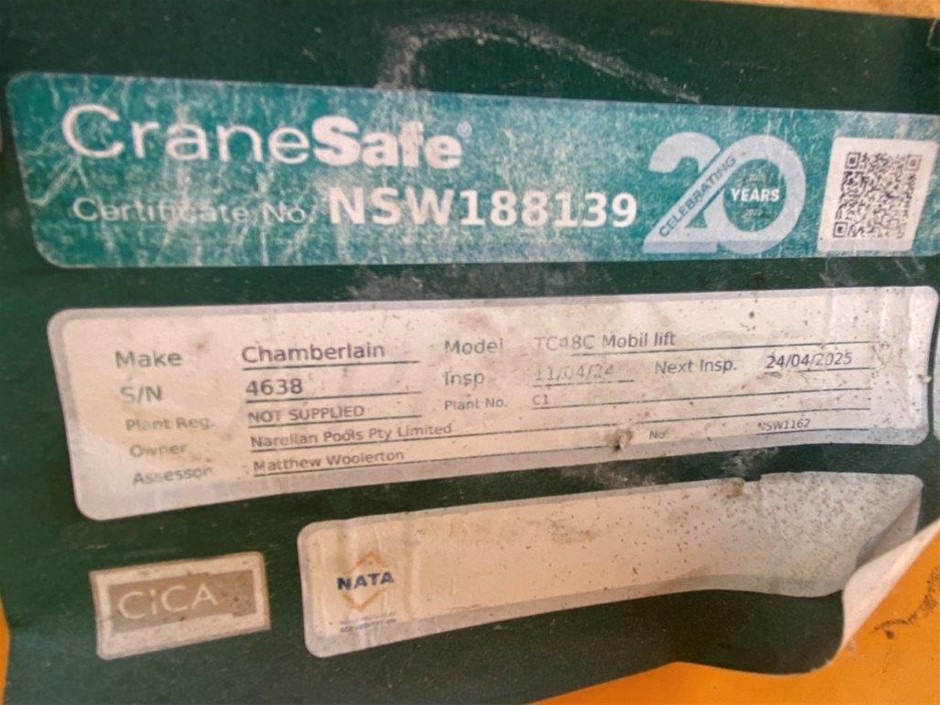 CraneSafe®
Certificate No. NSW188139
CELEBRATING 20 YEARS
Make Chamberlain Model TC48C Mobil lift
S/N 4638 Insp 11/04/24 Next Insp. 24/04/2025
Plant Reg. NOT SUPPLIED Plant No. C1
Owner Narellan Pools Pty Limited
Assessor Matthew Woolerton No. NSW1162
CICA
NATA